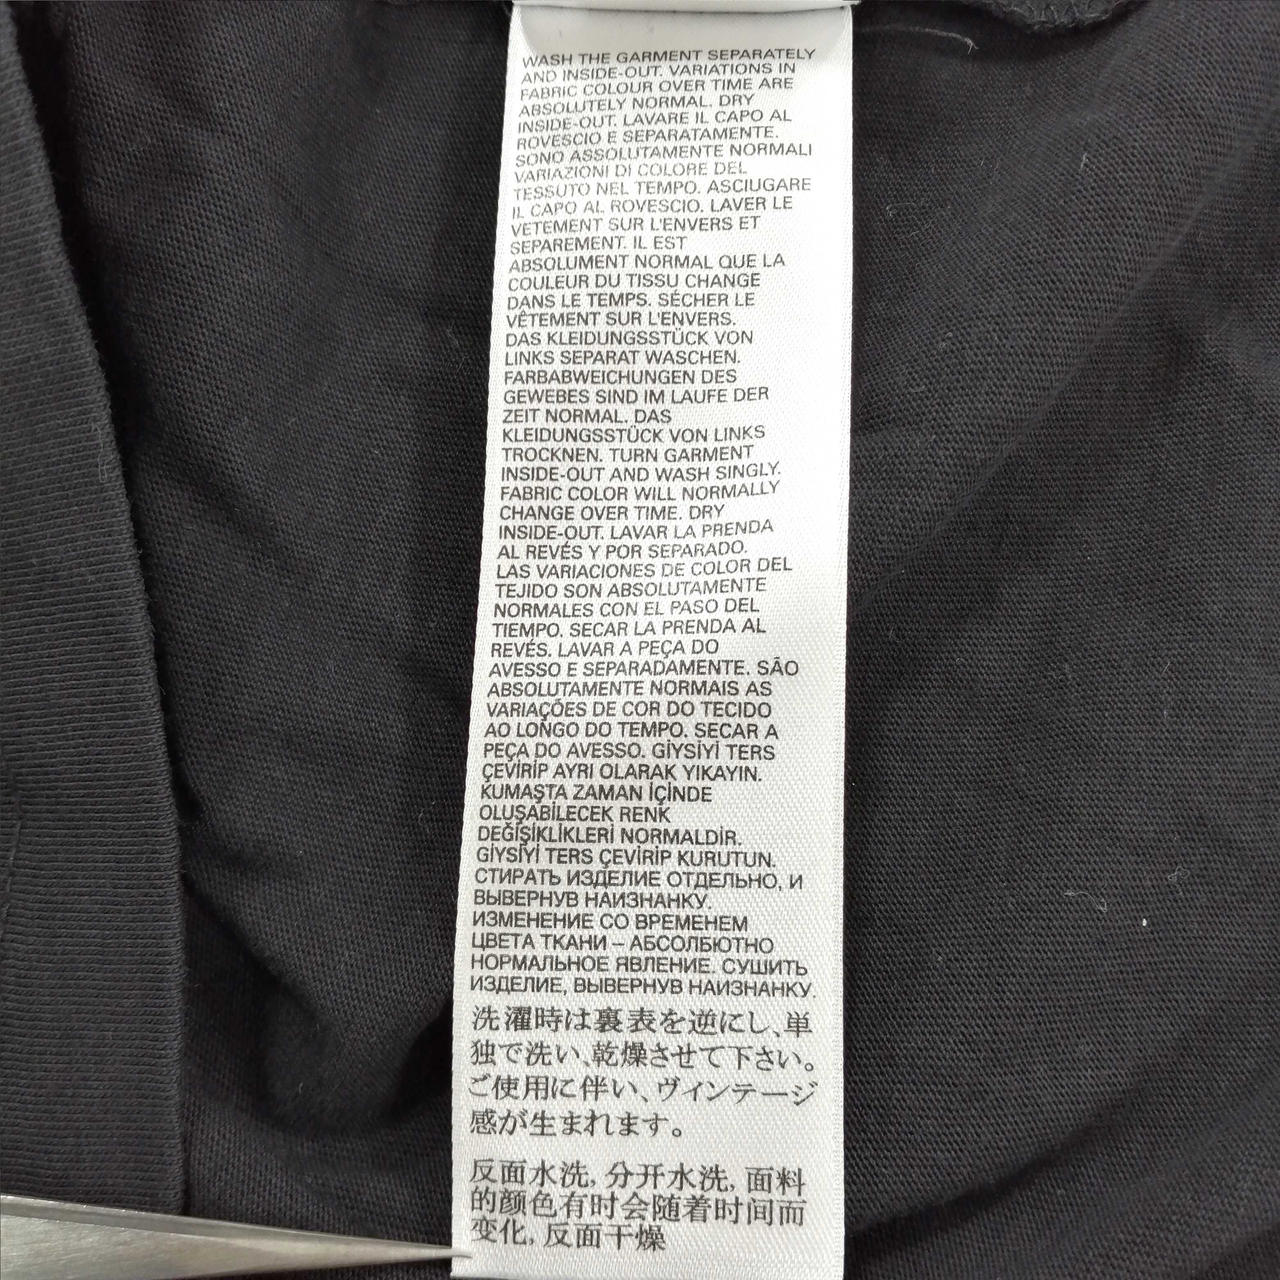 WASH THE GARMENT SEPARATELY
AND INSIDE-OUT. VARIATIONS IN
FABRIC COLOUR OVER TIME ARE
ABSOLUTELY NORMAL. DRY
INSIDE-OUT. LAVARE IL CAPO AL
ROVESCIO E SEPARATAMENTE.
SONO ASSOLUTAMENTE NORMALI
VARIAZIONI DI COLORE DEL
TESSUTO NEL TEMPO. ASCIUGARE
IL CAPO AL ROVESCIO. LAVER LE
VETEMENT SUR L'ENVERS ET
SEPAREMENT. IL EST
ABSOLUMENT NORMAL QUE LA
COULEUR DU TISSU CHANGE
DANS LE TEMPS. SÉCHER LE
VÊTEMENT SUR L'ENVERS.
DAS KLEIDUNGSSTÜCK VON
LINKS SEPARAT WASCHEN.
FARBABWEICHUNGEN DES
GEWEBES SIND IM LAUFE DER
ZEIT NORMAL. DAS
KLEIDUNGSSTÜCK VON LINKS
TROCKNEN. TURN GARMENT
INSIDE-OUT AND WASH SINGLY.
FABRIC COLOR WILL NORMALLY
CHANGE OVER TIME. DRY
INSIDE-OUT. LAVAR LA PRENDA
AL REVÉS Y POR SEPARADO.
LAS VARIACIONES DE COLOR DEL
TEJIDO SON ABSOLUTAMENTE
NORMALES CON EL PASO DEL
TIEMPO. SECAR LA PRENDA AL
REVÉS. LAVAR A PEÇA DO
AVESSO E SEPARADAMENTE. SÃO
ABSOLUTAMENTE NORMAIS AS
VARIAÇÕES DE COR DO TECIDO
AO LONGO DO TEMPO. SECAR A
PEÇA DO AVESSO. GİYSİYİ TERS
ÇEVİRİP AYRI OLARAK YIKAYIN.
KUMAŞTA ZAMAN İÇİNDE
OLUŞABİLECEK RENK
DEĞİŞİKLİKLERİ NORMALDİR.
GİYSİYİ TERS ÇEVİRİP KURUTUN.
СТИРАТЬ ИЗДЕЛИЕ ОТДЕЛЬНО, И
ВЫВЕРНУВ НАИЗНАНКУ.
ИЗМЕНЕНИЕ СО ВРЕМЕНЕМ
ЦВЕТА ТКАНИ – АБСОЛБЮТНО
НОРМАЛЬНОЕ ЯВЛЕНИЕ. СУШИТЬ
ИЗДЕЛИЕ, ВЫВЕРНУВ НАИЗНАНКУ.
洗濯時は裏表を逆にし、単
独で洗い、乾燥させて下さい。
ご使用に伴い、ヴィンテージ
感が生まれます。
反面水洗, 分开水洗, 面料
的颜色有时会随着时间而
变化, 反面干燥